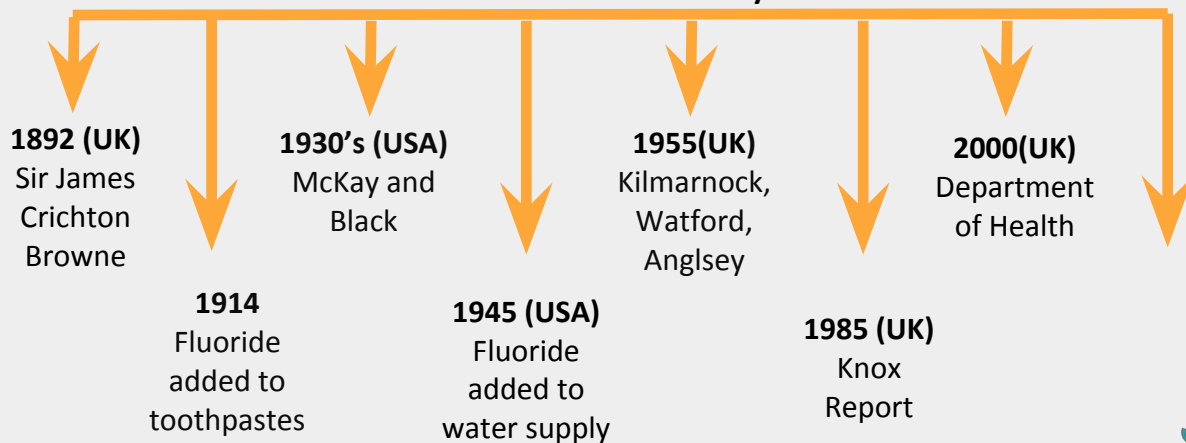 1892 (UK)
Sir James
Crichton
Browne
1914
Fluoride
added to
toothpastes
1930’s (USA)
McKay and
Black
1945 (USA)
Fluoride
added to
water supply
1955(UK)
Kilmarnock,
Watford,
Anglsey
1985 (UK)
Knox
Report
2000(UK)
Department
of Health